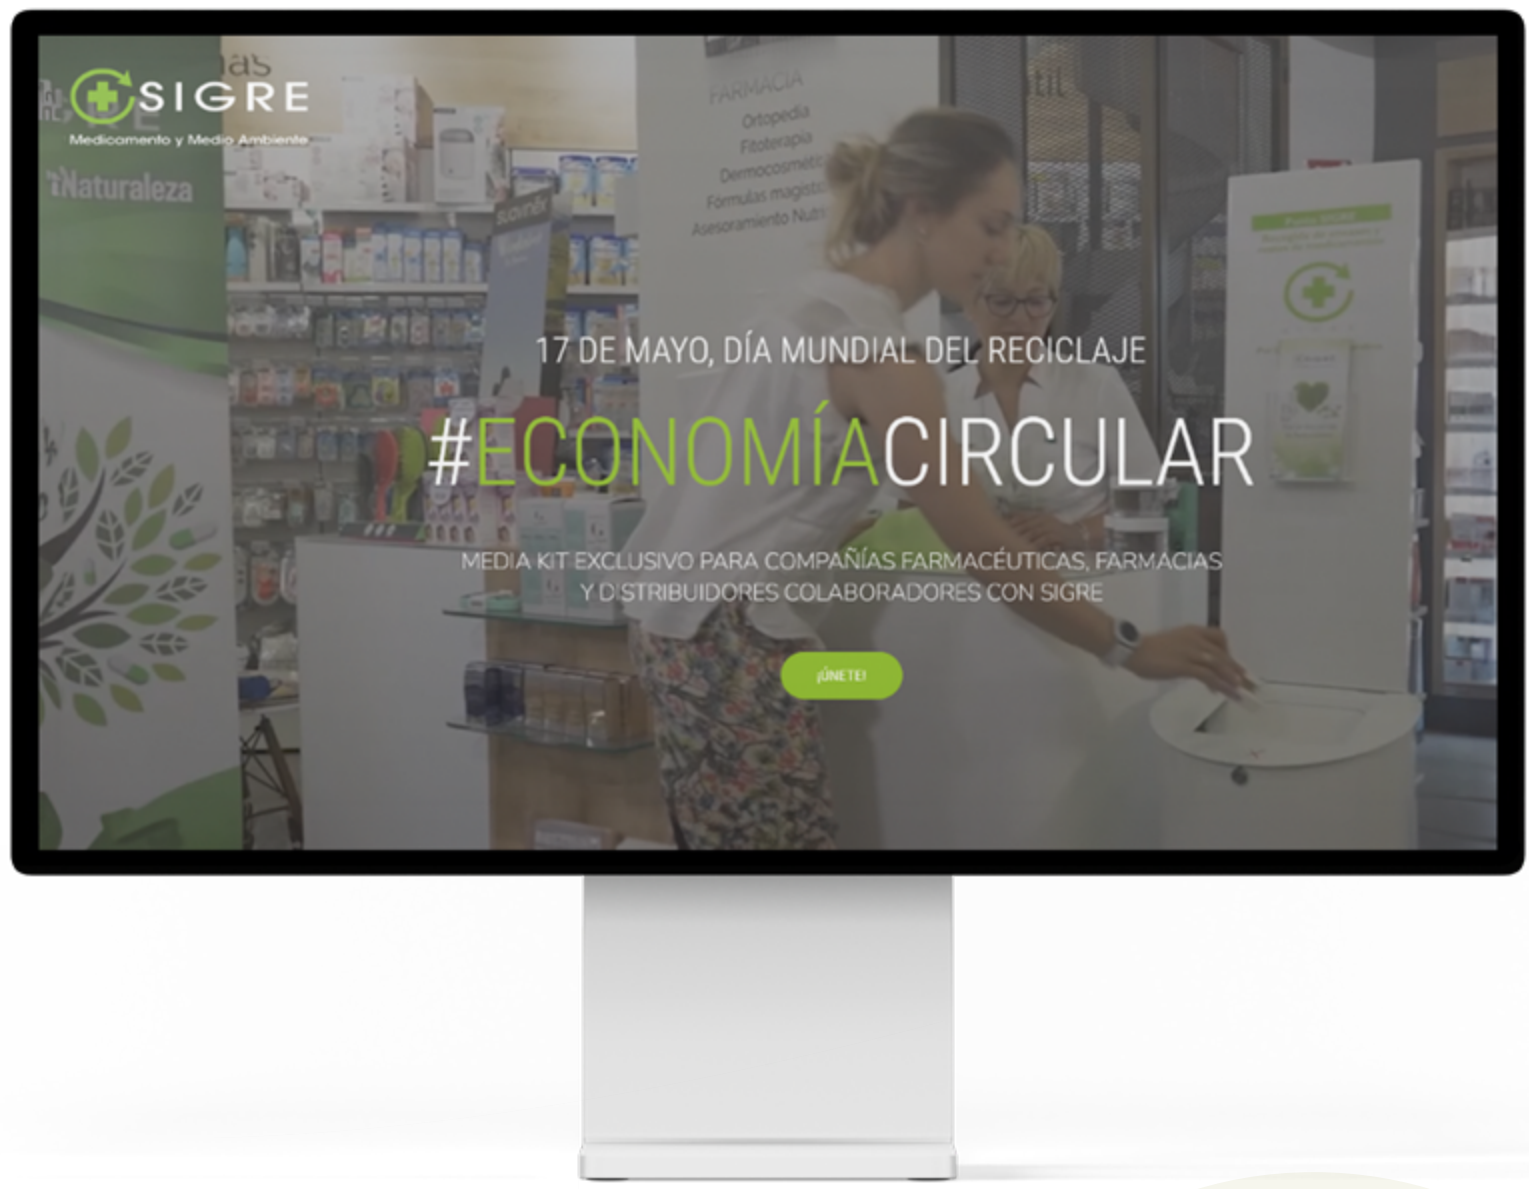 SIGRE
Medicamento y Medio Ambiente
Naturaleza
FARMACIA
Ortopedia
Fitoterapia
Asesoramiento
17 DE MAYO, DÍA MUNDIAL DEL RECICLAJE
#ECONOMÍACIRCULAR
MEDIA KIT EXCLUSIVO PARA COMPAÑÍAS FARMACÉUTICAS, FARMACIAS
Y DISTRIBUIDORES COLABORADORES CON SIGRE
¡ÚNETE!